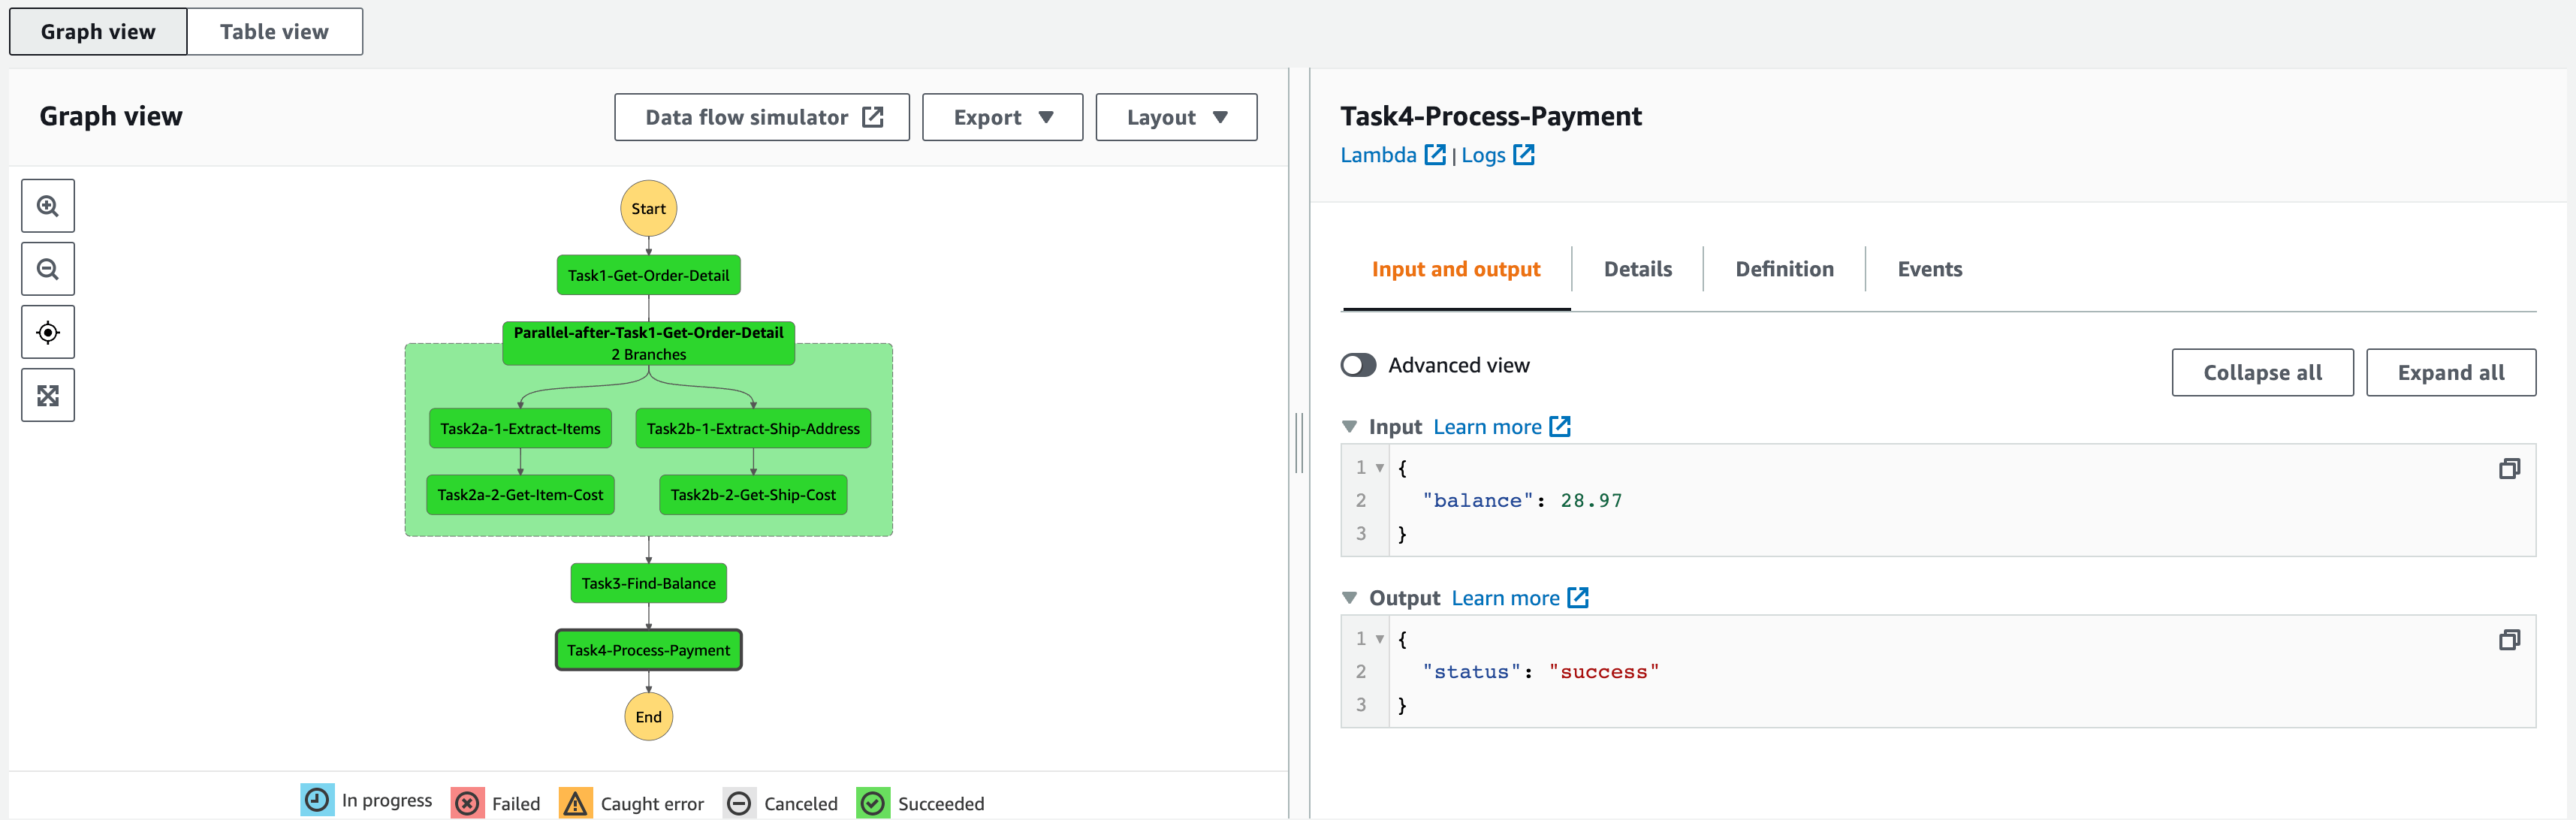 Graph view
Table view
Graph view
Data flow simulator
Export
Layout
Start
Task1-Get-Order-Detail
Parallel-after-Task1-Get-Order-Detail
2 Branches
Task2a-1-Extract-Items
Task2b-1-Extract-Ship-Address
Task2a-2-Get-Item-Cost
Task2b-2-Get-Ship-Cost
Task3-Find-Balance
Task4-Process-Payment
End
In progress
Failed
Caught error
Canceled
Succeeded
Task4-Process-Payment
Lambda | Logs
Input and output
Details
Definition
Events
Advanced view
Collapse all
Expand all
Input Learn more
1 {
2 "balance": 28.97
3 }
Output Learn more
1 {
2 "status": "success"
3 }